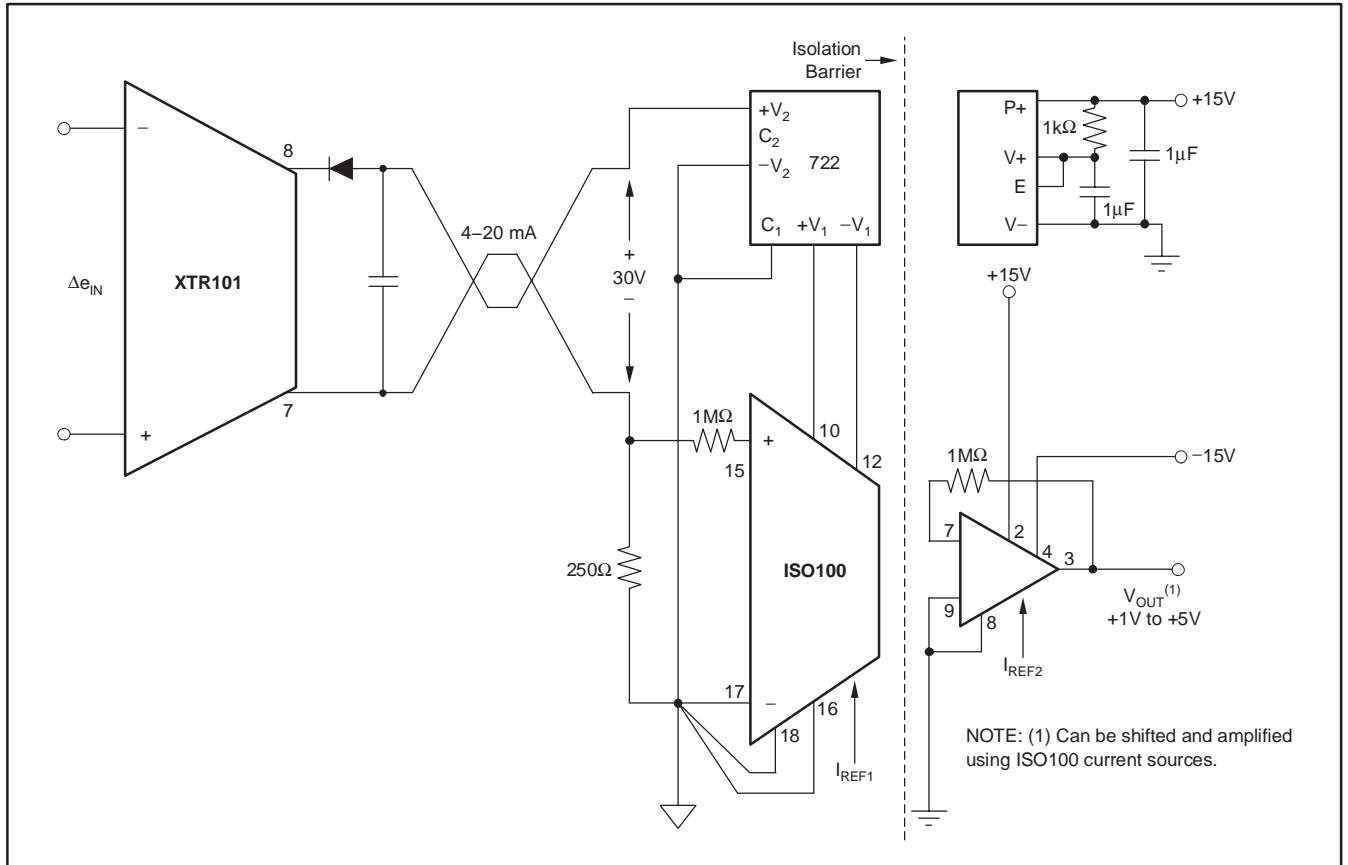 Isolation
Barrier
−
8
ΔeIN
XTR101
+
7
4–20 mA
+
30V
−
+V2
C2
−V2
722
C1 +V1 −V1
P+
V+
E
V−
1kΩ
1μF
1μF
+15V
1MΩ
+
15
10
12
250Ω
ISO100
17
−
18
16
IREF1
+15V
−15V
1MΩ
7
2
4
3
9
8
IREF2
VOUT(1)
+1V to +5V
NOTE: (1) Can be shifted and amplified
using ISO100 current sources.